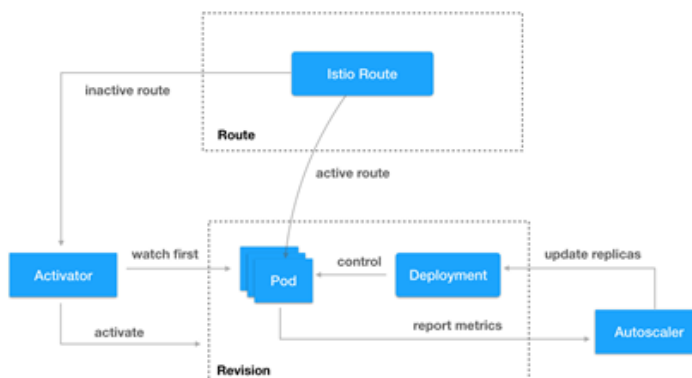 Istio Route
inactive route
Route
active route
Activator
watch first
Pod
control
Deployment
update replicas
activate
report metrics
Autoscaler
Revision